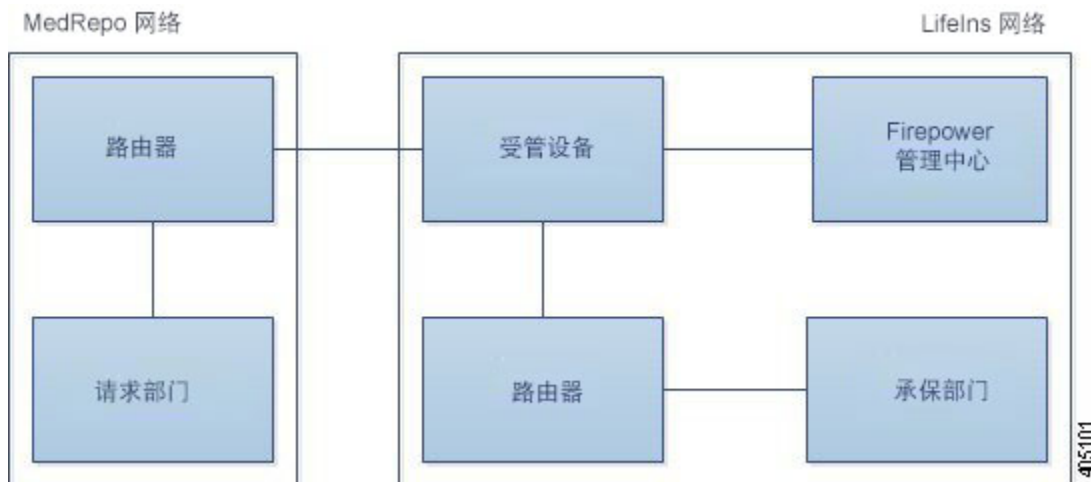 MedRepo 网络
LifeIns 网络
路由器
受管设备
Firepower
管理中心
请求部门
路由器
承保部门
405101